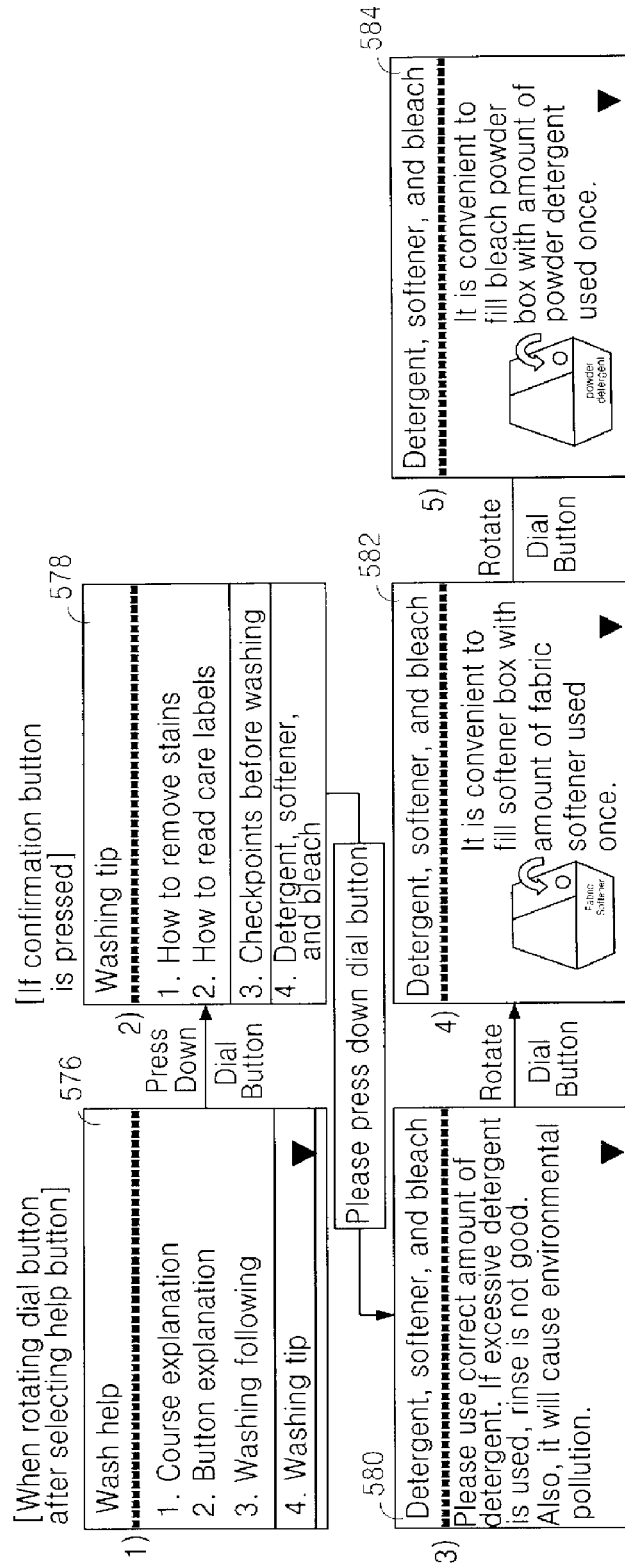 [When rotating dial button
after selecting help button]
1)
576
Wash help
1. Course explanation
2. Button explanation
3. Washing following
4. Washing tip
Press
Down
Dial
Button
[If confirmation button
is pressed]
2)
578
Washing tip
1. How to remove stains
2. How to read care labels
3. Checkpoints before washing
4. Detergent, softener,
and bleach
Please press down dial button
3)
580
Detergent, softener, and bleach
Please use correct amount of
detergent. If excessive detergent
is used, rinse is not good.
Also, it will cause environmental
pollution.
Rotate
Dial
Button
4)
582
Detergent, softener, and bleach
It is convenient to
fill softener box with
amount of fabric
softener used
once.
Fabric
Softener
Rotate
Dial
Button
5)
584
Detergent, softener, and bleach
It is convenient to
fill bleach powder
box with amount of
powder detergent
used once.
powder
detergent